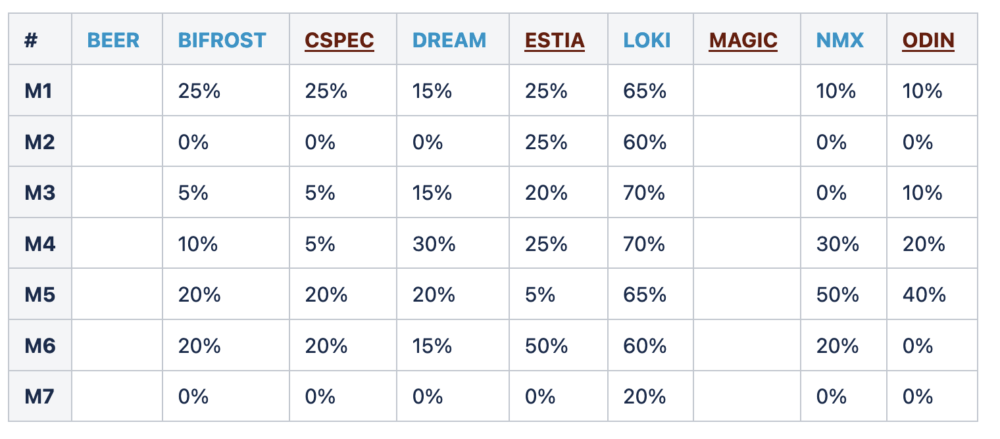 # BEER BIFROST CSPEC DREAM ESTIA LOKI MAGIC NMX ODIN
M1 25% 25% 15% 25% 65% 10% 10%
M2 0% 0% 0% 25% 60% 0% 0%
M3 5% 5% 15% 20% 70% 0% 10%
M4 10% 5% 30% 25% 70% 30% 20%
M5 20% 20% 20% 5% 65% 50% 40%
M6 20% 20% 15% 50% 60% 20% 0%
M7 0% 0% 0% 0% 20% 0% 0%